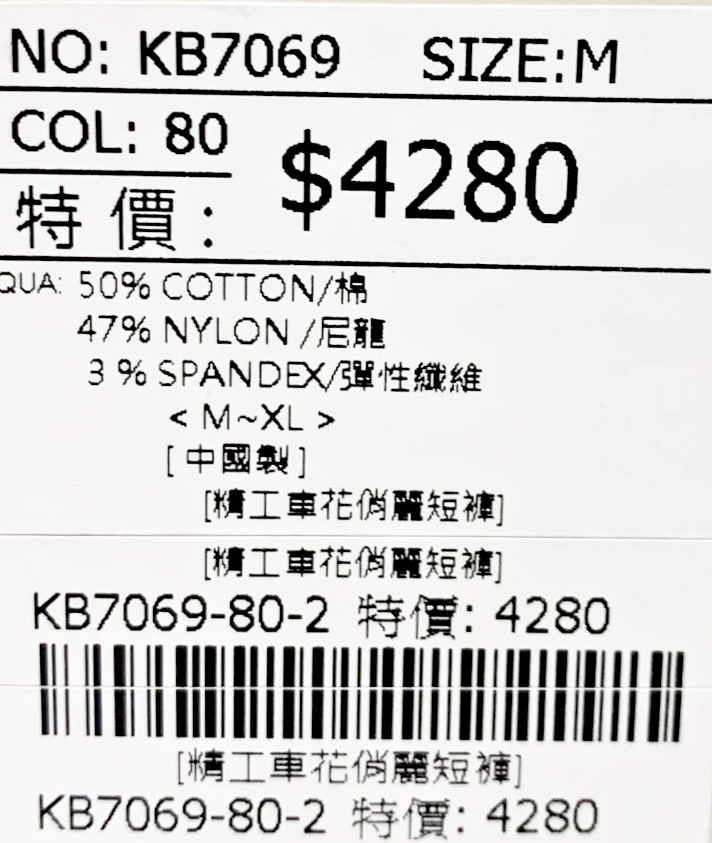 NO: KB7069 SIZE:M
COL: 80
$4280
特價:
QUA: 50% COTTON/棉
47% NYLON /尼龍
3 % SPANDEX/彈性纖維
< M~XL >
[中國製]
[精工車花俏麗短褲]
[精工車花俏麗短褲]
KB7069-80-2 特價: 4280
[精工車花俏麗短褲]
KB7069-80-2 特價: 4280